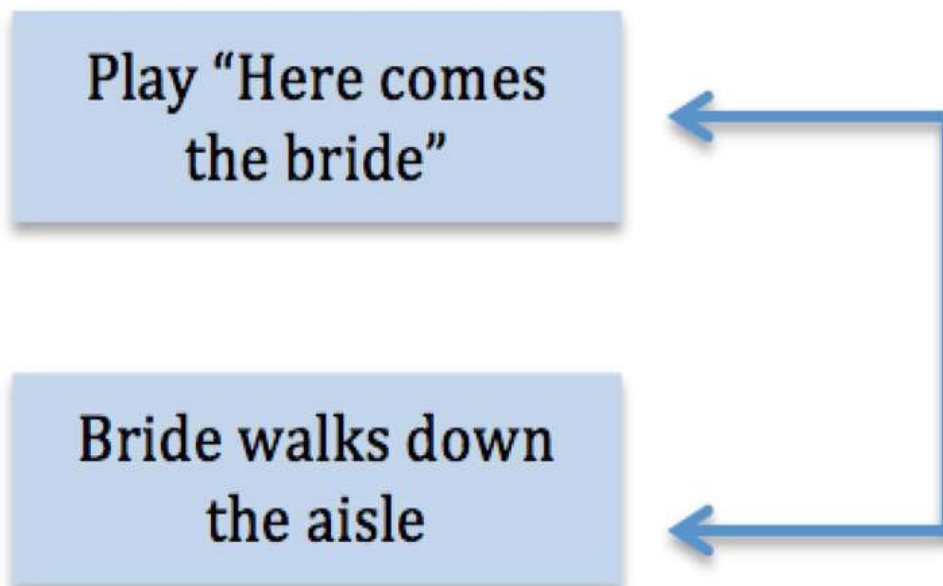 Play “Here comes
the bride”
Bride walks down
the aisle